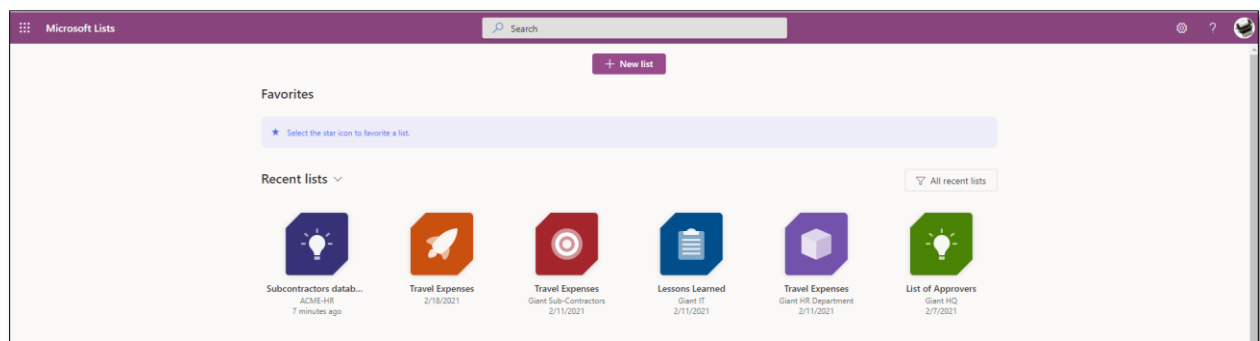 Microsoft Lists
Search
?
+ New list
Favorites
Select the star icon to favorite a list.
Recent lists
All recent lists
Subcontractors datab...
ACME-HR
7 minutes ago
Travel Expenses
2/18/2021
Travel Expenses
Giant Sub-Contractors
2/11/2021
Lessons Learned
Giant IT
2/11/2021
Travel Expenses
Giant HR Department
2/11/2021
List of Approvers
Giant HQ
2/7/2021